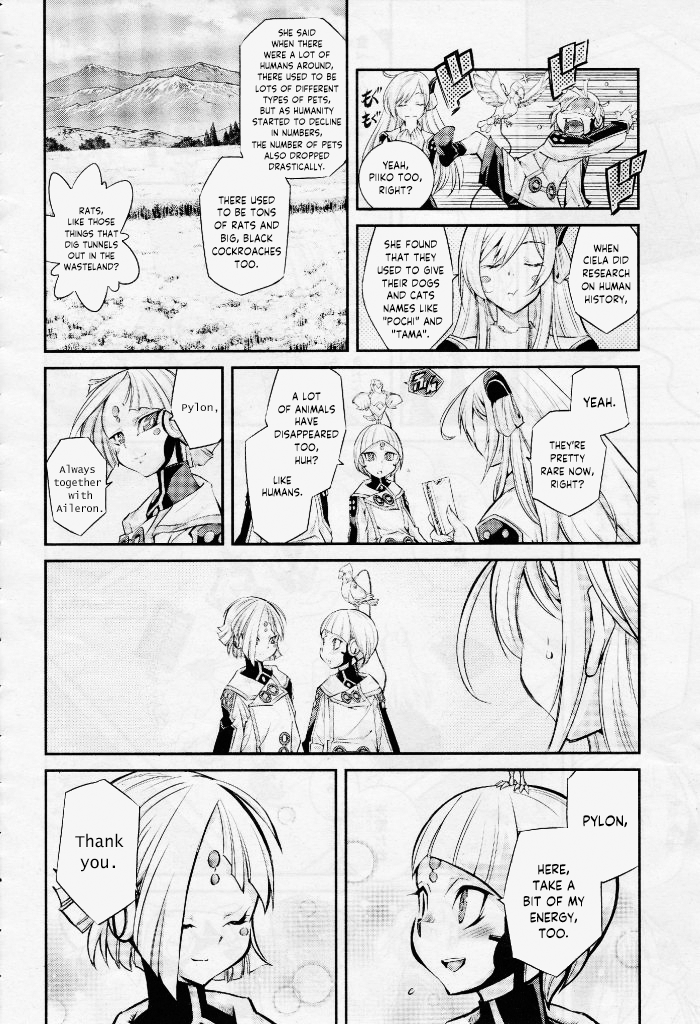 もぐ
もぐ
YEAH,
PIIKO TOO,
RIGHT?
WHEN
CIELA DID
RESEARCH
ON HUMAN
HISTORY,
SHE FOUND
THAT THEY
USED TO GIVE
THEIR DOGS
AND CATS
NAMES LIKE
"POCHI" AND
"TAMA".
SHE SAID
WHEN THERE
WERE A LOT OF
HUMANS AROUND,
THERE USED TO BE
LOTS OF DIFFERENT
TYPES OF PETS,
BUT AS HUMANITY
STARTED TO DECLINE
IN NUMBERS,
THE NUMBER OF PETS
ALSO DROPPED
DRASTICALLY.
THERE USED
TO BE TONS
OF RATS AND
BIG, BLACK
COCKROACHES
TOO.
RATS,
LIKE THOSE
THINGS THAT
DIG TUNNELS
OUT IN THE
WASTELAND?
YEAH.
THEY'RE
PRETTY
RARE NOW,
RIGHT?
A LOT
OF ANIMALS
HAVE
DISAPPEARED
TOO,
HUH?
LIKE
HUMANS.
Pylon,
Always
together
with
Aileron.
PYLON,
HERE,
TAKE A
BIT OF MY
ENERGY,
TOO.
Thank
you.